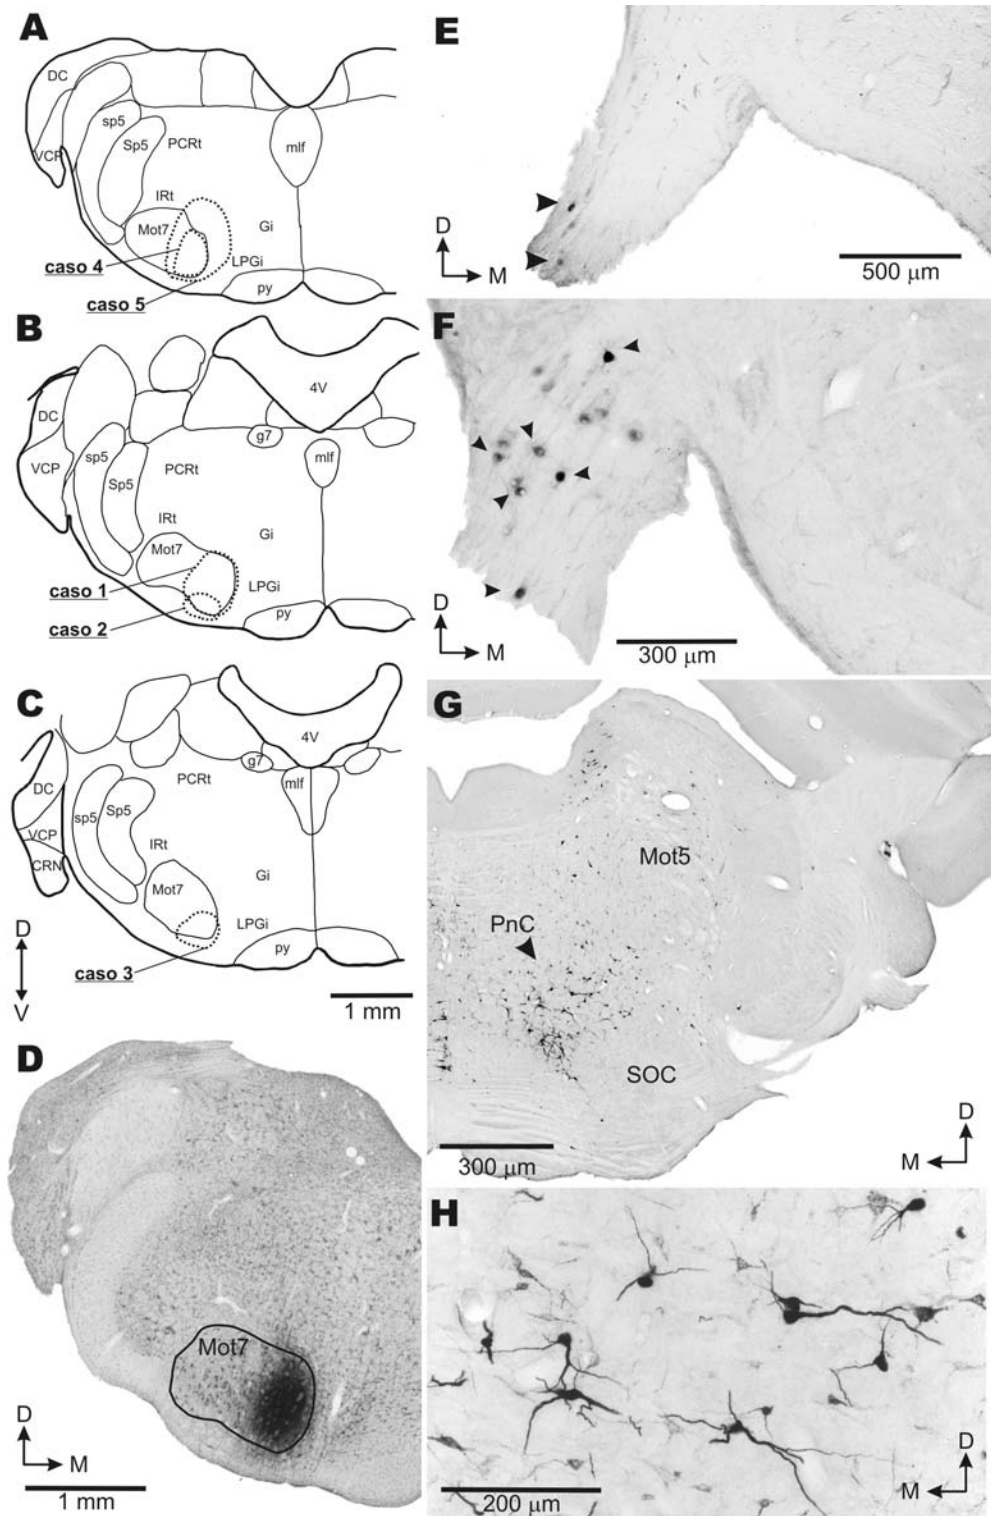 A
DC
sp5
Sp5
PCRt
VCP
mlf
IRt
Mot7
Gi
LPGi
caso 4
py
caso 5
B
4V
DC
g7
sp5
mlf
VCP
PCRt
Sp5
IRt
Gi
Mot7
LPGi
caso 1
py
caso 2
C
4V
g7
PCRt
mlf
DC
sp5
Sp5
VCP
IRt
CRN
Mot7
Gi
LPGi
D
py
caso 3
V
1 mm
D
Mot7
D
M
1 mm
E
D
M
500 µm
F
D
M
300 µm
G
Mot5
PnC
SOC
D
M
300 µm
H
D
M
200 µm